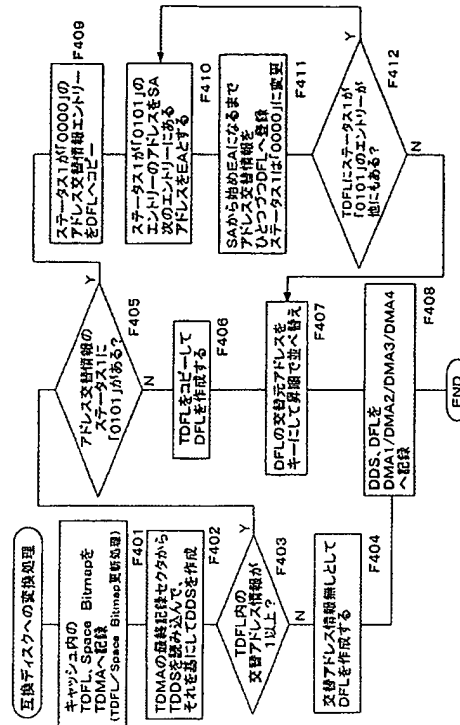 互換ディスクへの変換処理
キャッシュ内の
TDFL、Space Bitmapを
TDMAへ記録
(TDFL/Space Bitmap更新処理)
F401
TDMAの最終記録セクタから
TDDSを読み込んで、
それを基にしてDDSを作成
F402
TDFL内の
交替アドレス情報が
1以上？
F403
Y
N
交替アドレス情報無しとして
DFLを作成する
F404
アドレス交替情報の
ステータス1に
「0101」がある？
F405
Y
N
TDFLをコピーして
DFLを作成する
F406
DFLの交替元アドレスを
キーにして昇順で並べ替え
F407
DDS、DFLを
DMA1/DMA2/DMA3/DMA4
へ記録
F408
END
ステータス1が「0000」の
アドレス交替情報エントリー
をDFLへコピー
F409
ステータス1が「0101」の
エントリーのアドレスをSA
次のエントリーにある
アドレスをEAとする
F410
SAから始めEAになるまで
アドレス交替情報を
ひとつづつDFLへ登録
ステータス1は「0000」に変更
F411
TDFLにステータス1が
「0101」のエントリーが
他にもある？
F412
Y
N